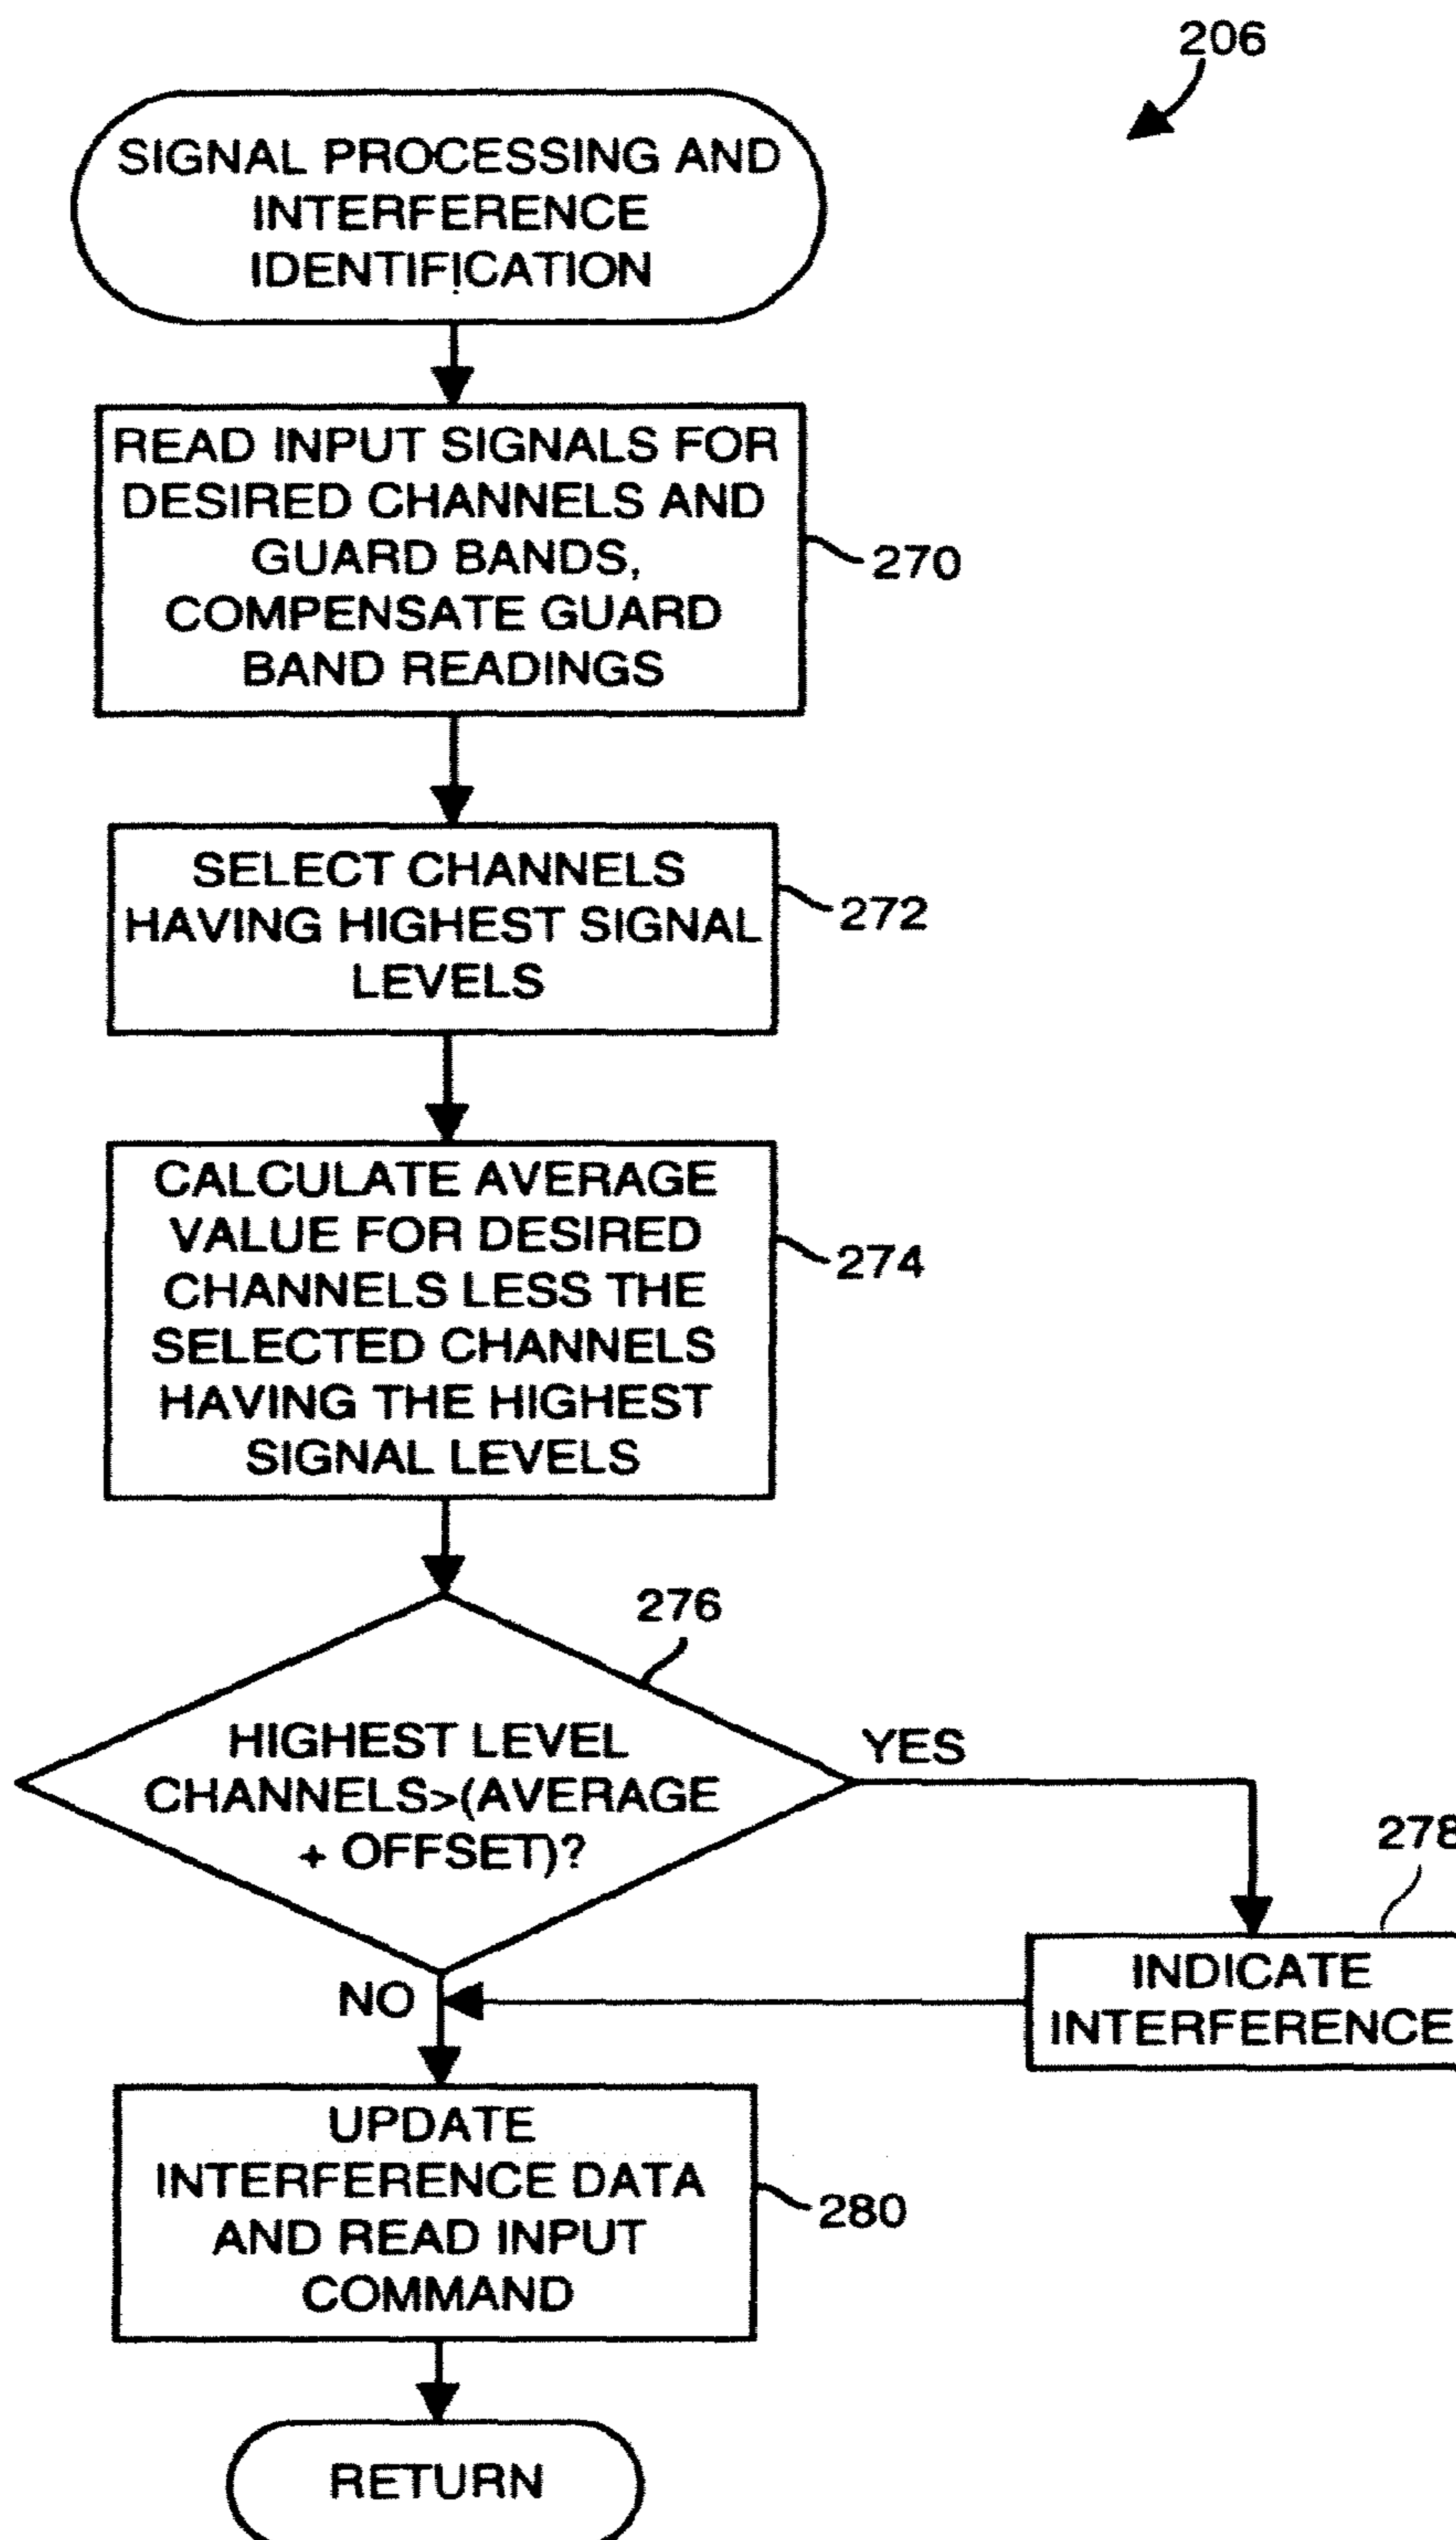 206
SIGNAL PROCESSING AND
INTERFERENCE
IDENTIFICATION
READ INPUT SIGNALS FOR
DESIRED CHANNELS AND
GUARD BANDS,
COMPENSATE GUARD
BAND READINGS
270
SELECT CHANNELS
HAVING HIGHEST SIGNAL
LEVELS
272
CALCULATE AVERAGE
VALUE FOR DESIRED
CHANNELS LESS THE
SELECTED CHANNELS
HAVING THE HIGHEST
SIGNAL LEVELS
274
276
HIGHEST LEVEL
CHANNELS>(AVERAGE
+ OFFSET)?
YES
278
INDICATE
INTERFERENCE
NO
UPDATE
INTERFERENCE DATA
AND READ INPUT
COMMAND
280
RETURN